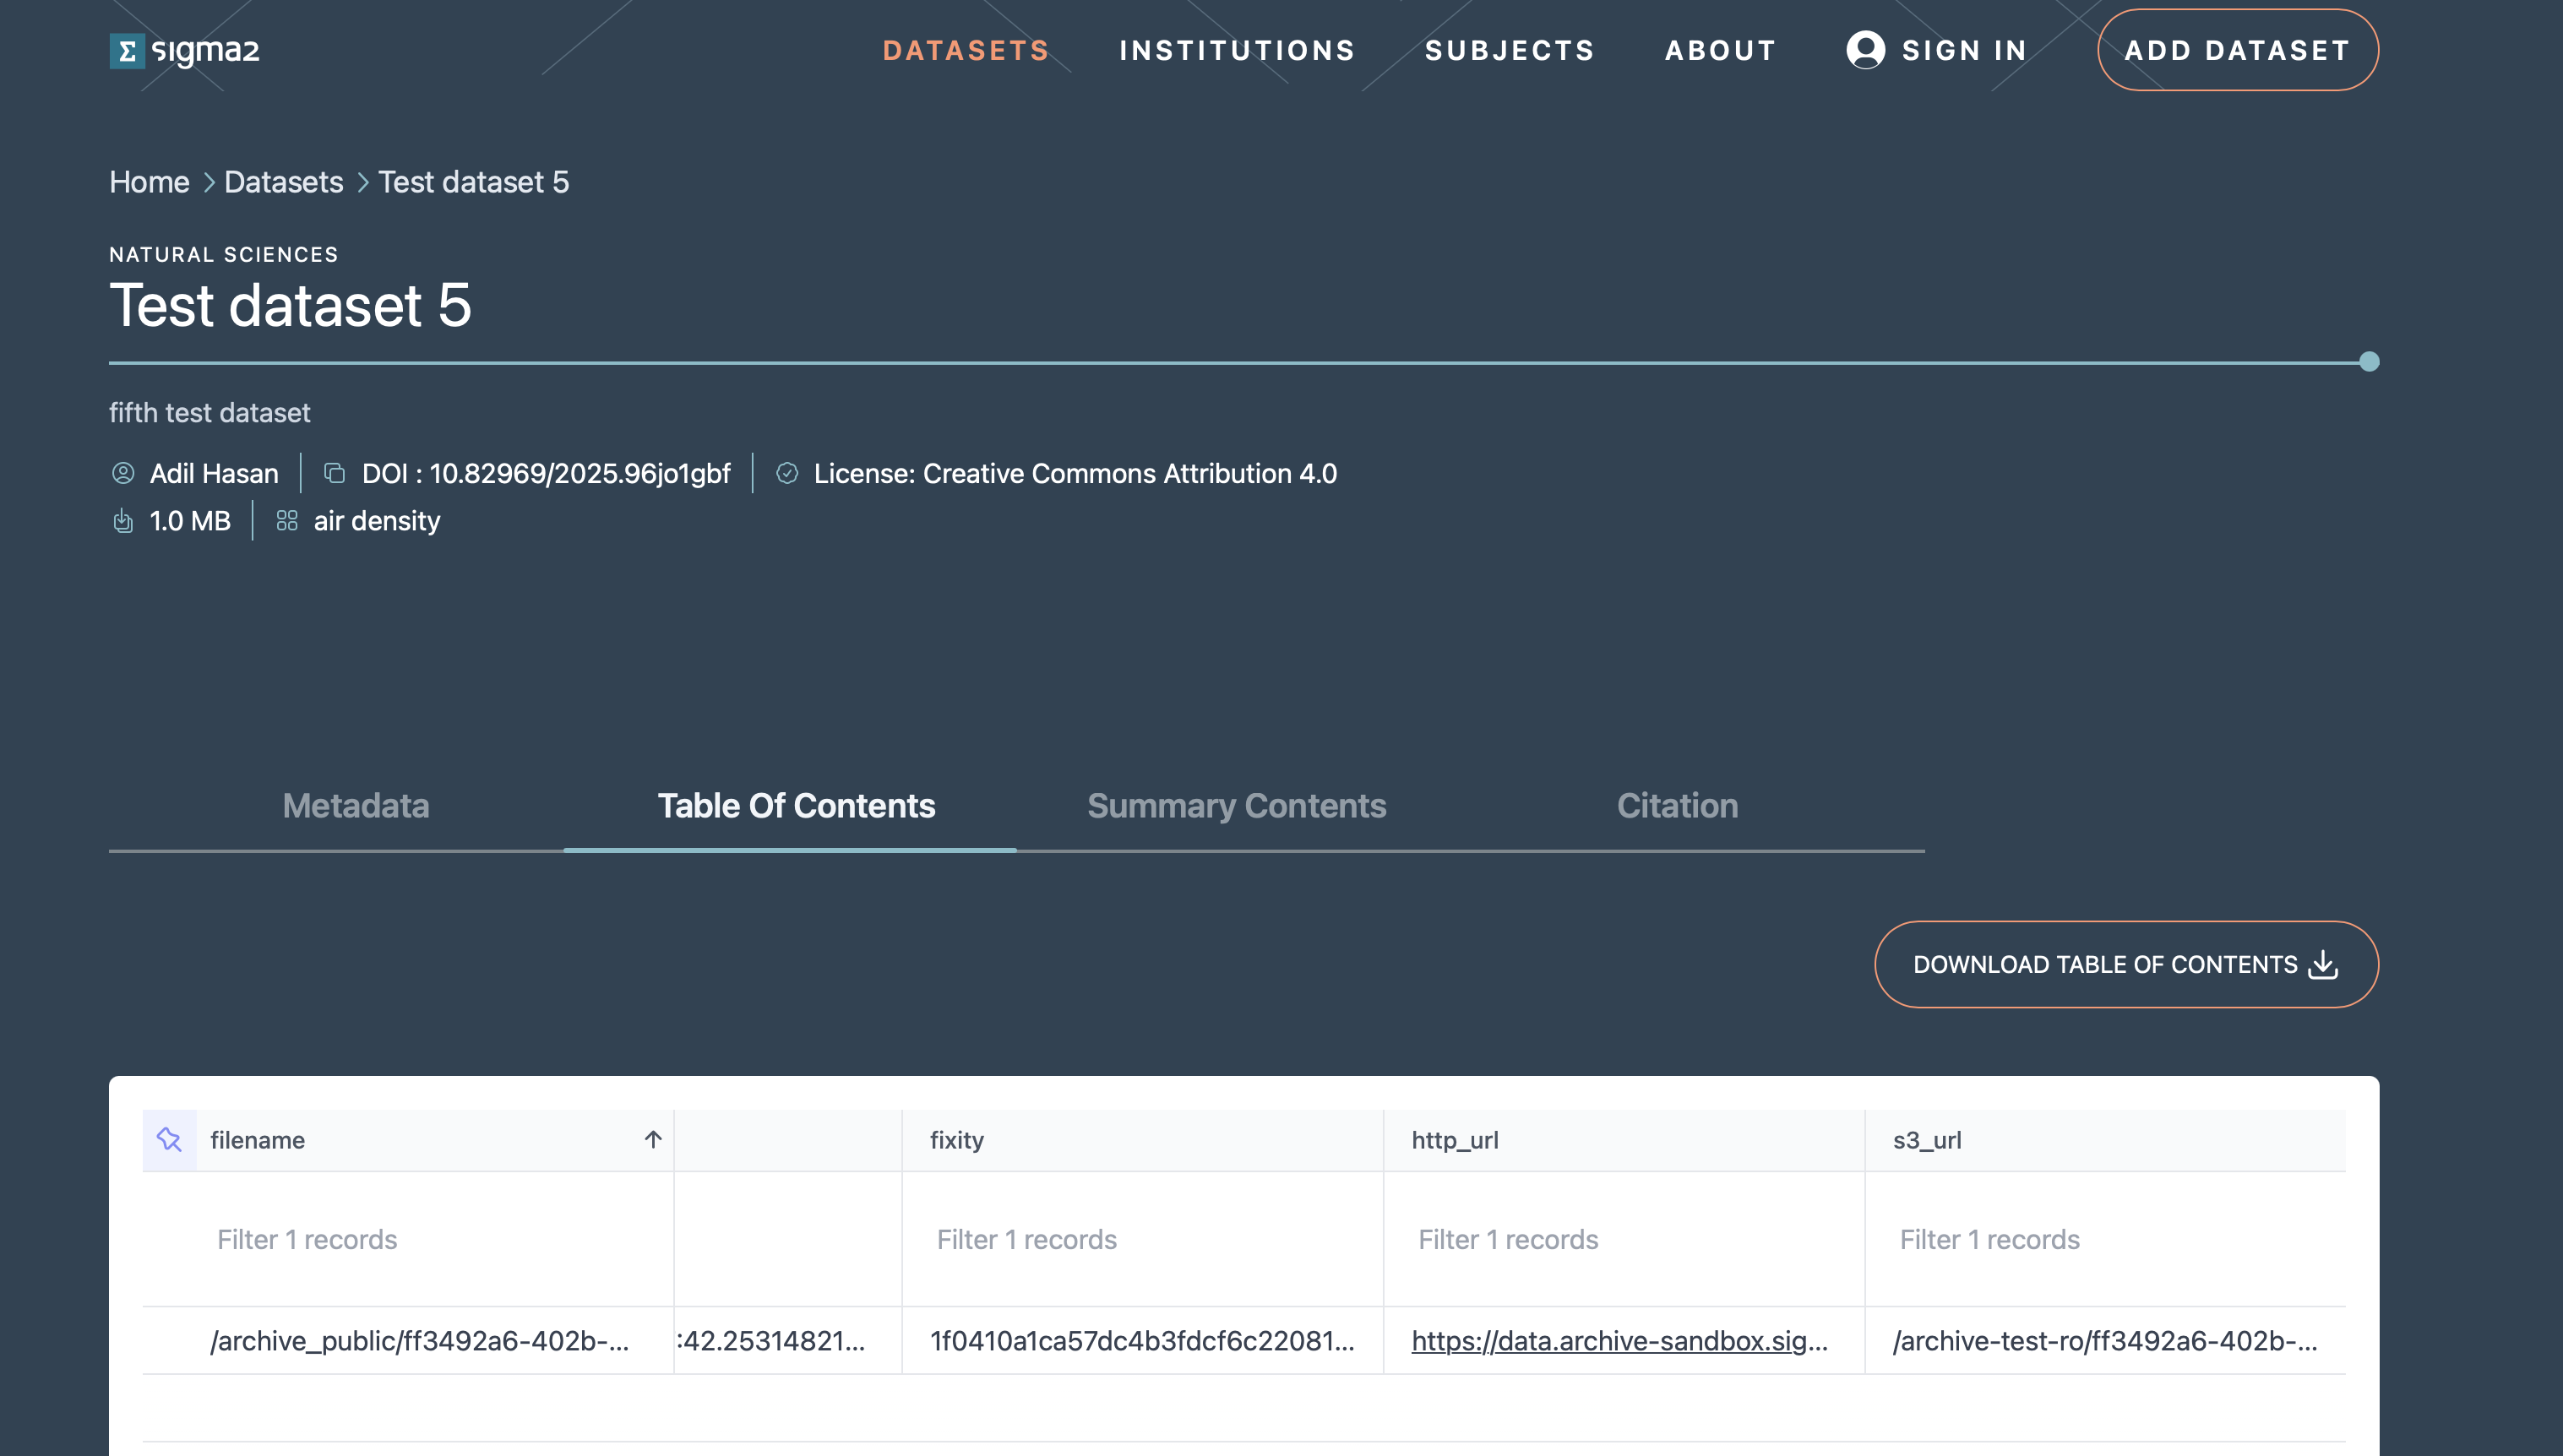 Σ sigma2
DATASETS INSTITUTIONS SUBJECTS ABOUT SIGN IN ADD DATASET
Home > Datasets > Test dataset 5
NATURAL SCIENCES
Test dataset 5
fifth test dataset
Adil Hasan DOI : 10.82969/2025.96jo1gbf License: Creative Commons Attribution 4.0
1.0 MB air density
Metadata Table Of Contents Summary Contents Citation
DOWNLOAD TABLE OF CONTENTS
filename fixity http_url s3_url
Filter 1 records Filter 1 records Filter 1 records Filter 1 records
/archive_public/ff3492a6-402b-... :42.25314821... 1f0410a1ca57dc4b3fdcf6c22081... https://data.archive-sandbox.sig... /archive-test-ro/ff3492a6-402b-...